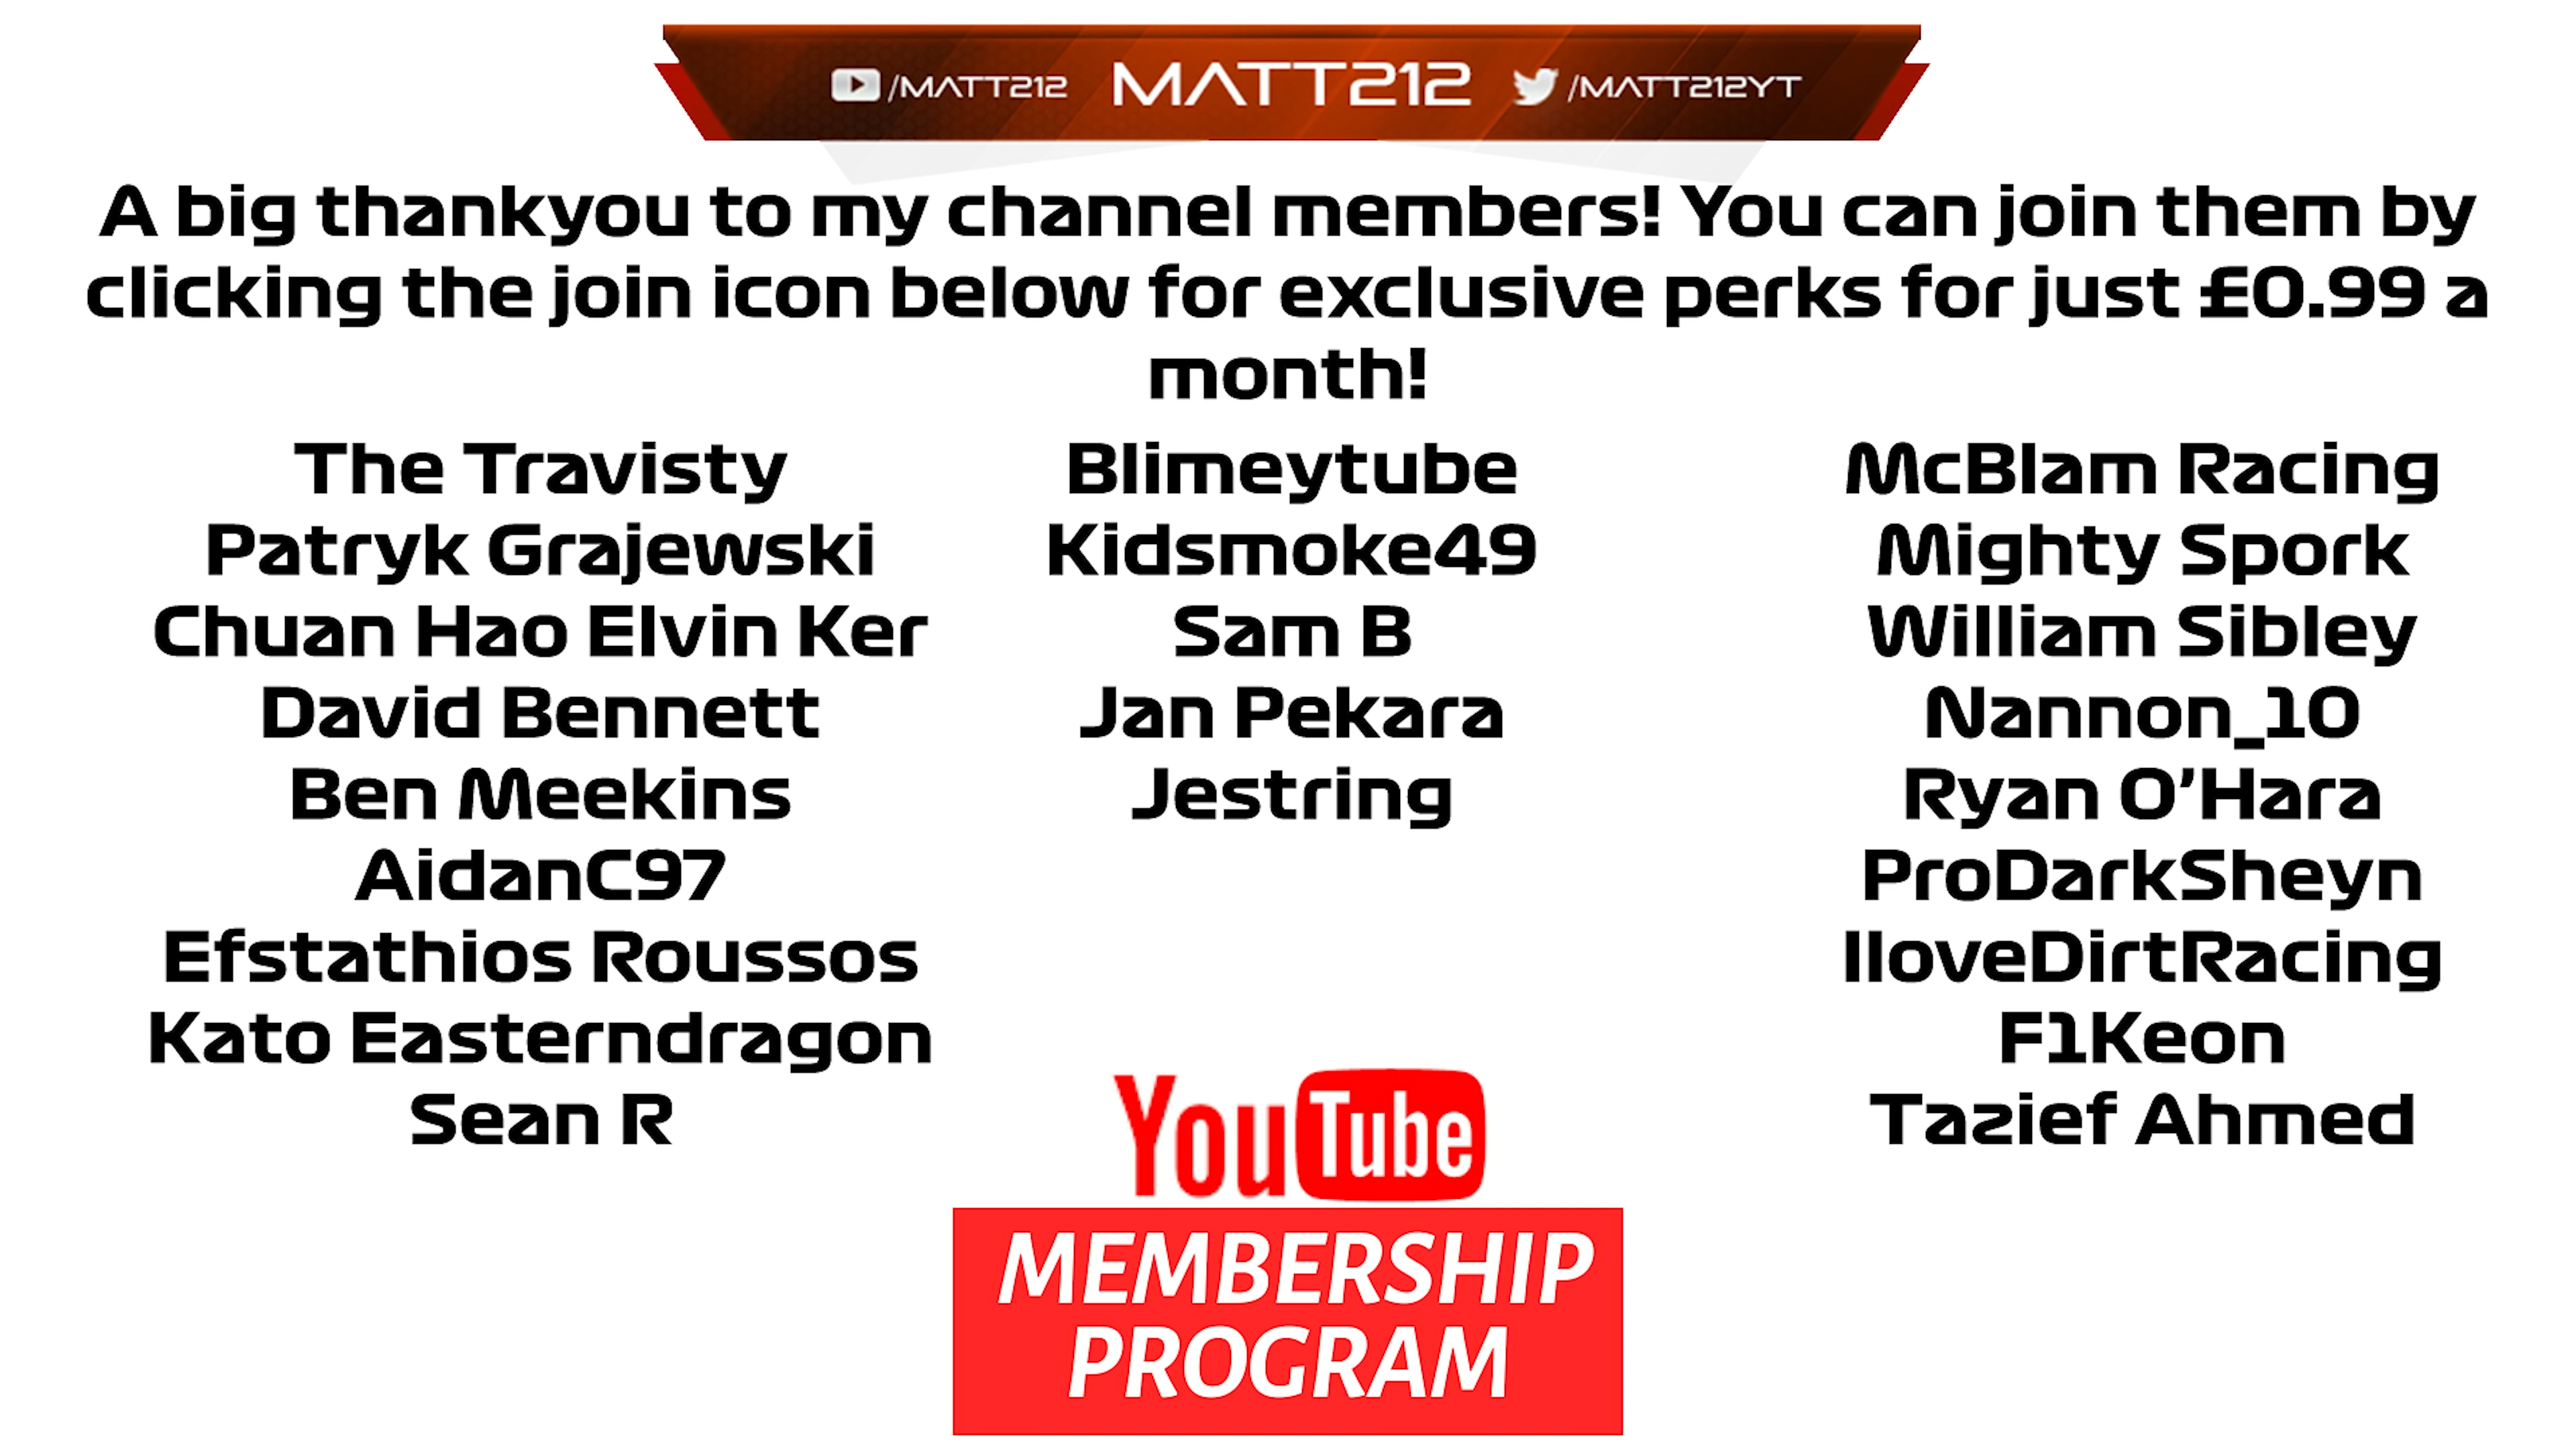 /MATT212 MATT212 /MATT212YT
A big thankyou to my channel members! You can join them by
clicking the join icon below for exclusive perks for just £0.99 a
month!
The Travisty
Patryk Grajewski
Chuan Hao Elvin Ker
David Bennett
Ben Meekins
AidanC97
Efstathios Roussos
Kato Easterndragon
Sean R
Blimeytube
Kidsmoke49
Sam B
Jan Pekara
Jestring
McBlam Racing
Mighty Spork
William Sibley
Nannon_10
Ryan O'Hara
ProDarkSheyn
IloveDirtRacing
F1Keon
Tazief Ahmed
YouTube
MEMBERSHIP
PROGRAM